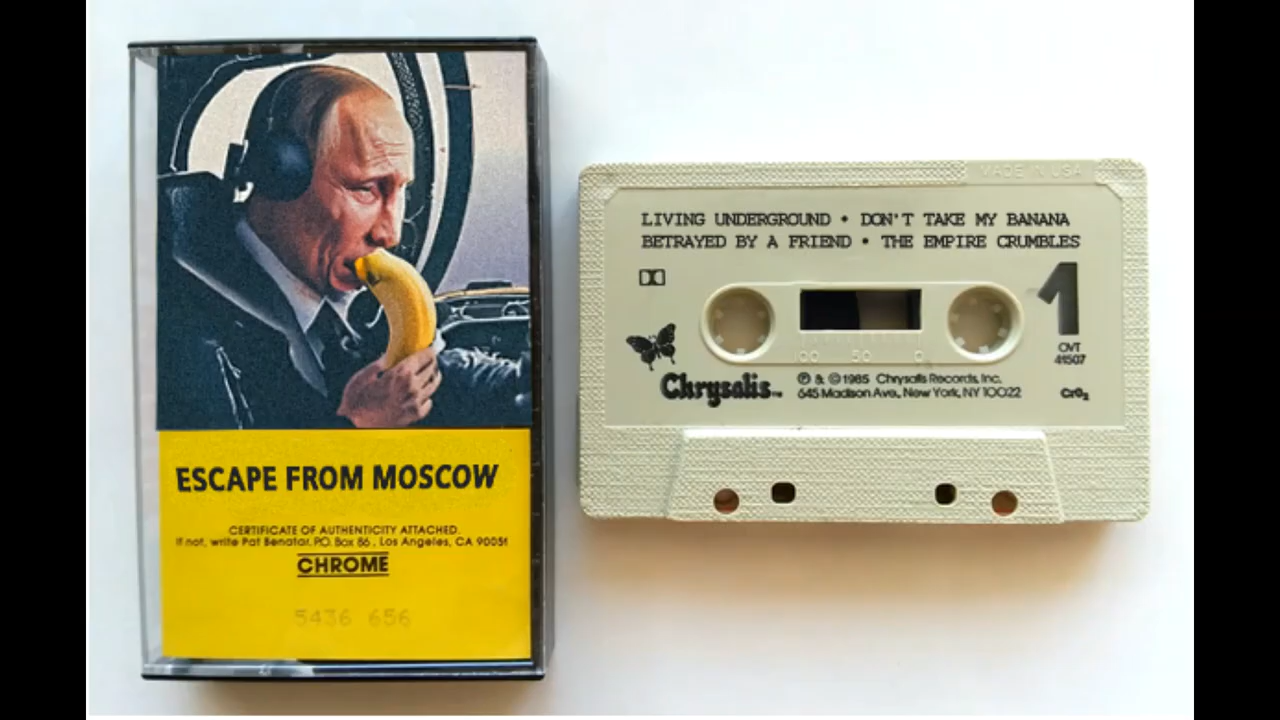 ESCAPE FROM MOSCOW
CERTIFICATE OF AUTHENTICITY ATTACHED.
If not, write Pat Benatar, P.O. Box 86, Los Angeles, CA 90051
CHROME
5436 656
MADE IN USA
LIVING UNDERGROUND • DON'T TAKE MY BANANA
BETRAYED BY A FRIEND • THE EMPIRE CRUMBLES
1
OVT
41507
100 50 0
Chrysalis™
℗ & © 1985 Chrysalis Records, Inc.
645 Madison Ave., New York, NY 10022
CrO₂